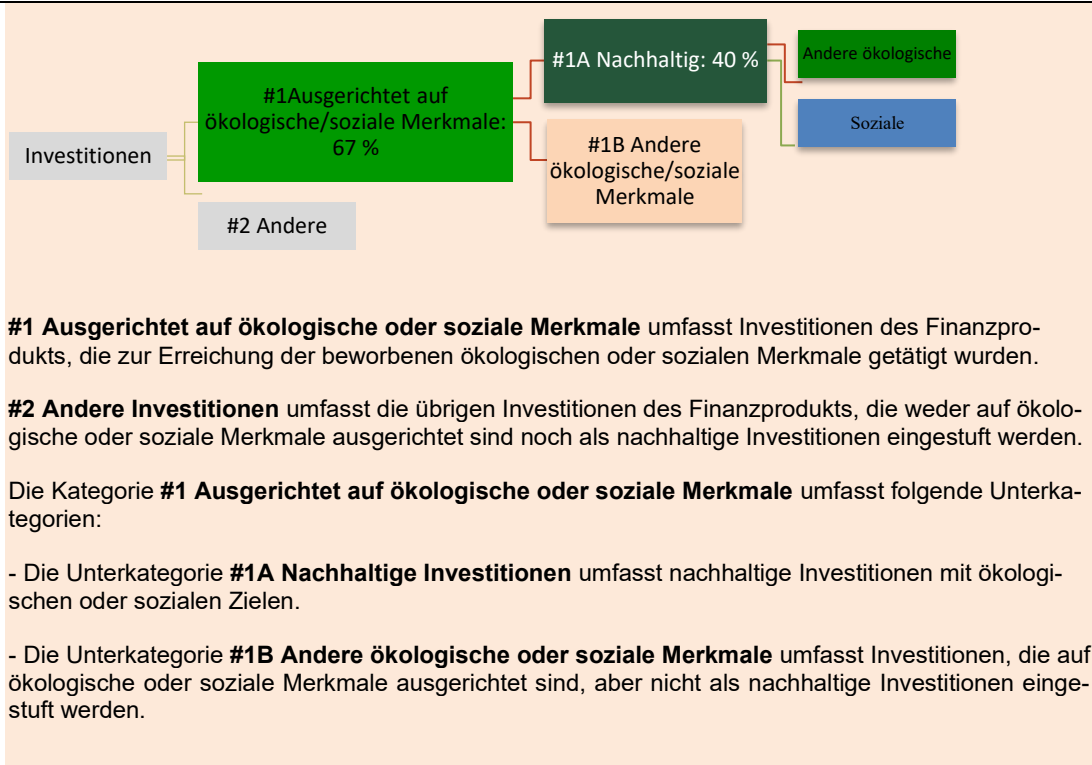 #1A Nachhaltig: 40 %
Andere ökologische
#1Ausgerichtet auf
ökologische/soziale Merkmale:
67 %
Soziale
Investitionen
#1B Andere
ökologische/soziale
Merkmale
#2 Andere
#1 Ausgerichtet auf ökologische oder soziale Merkmale umfasst Investitionen des Finanzpro-
dukts, die zur Erreichung der beworbenen ökologischen oder sozialen Merkmale getätigt wurden.
#2 Andere Investitionen umfasst die übrigen Investitionen des Finanzprodukts, die weder auf ökolo-
gische oder soziale Merkmale ausgerichtet sind noch als nachhaltige Investitionen eingestuft werden.
Die Kategorie #1 Ausgerichtet auf ökologische oder soziale Merkmale umfasst folgende Unterka-
tegorien:
- Die Unterkategorie #1A Nachhaltige Investitionen umfasst nachhaltige Investitionen mit ökologi-
schen oder sozialen Zielen.
- Die Unterkategorie #1B Andere ökologische oder soziale Merkmale umfasst Investitionen, die auf
ökologische oder soziale Merkmale ausgerichtet sind, aber nicht als nachhaltige Investitionen einge-
stuft werden.